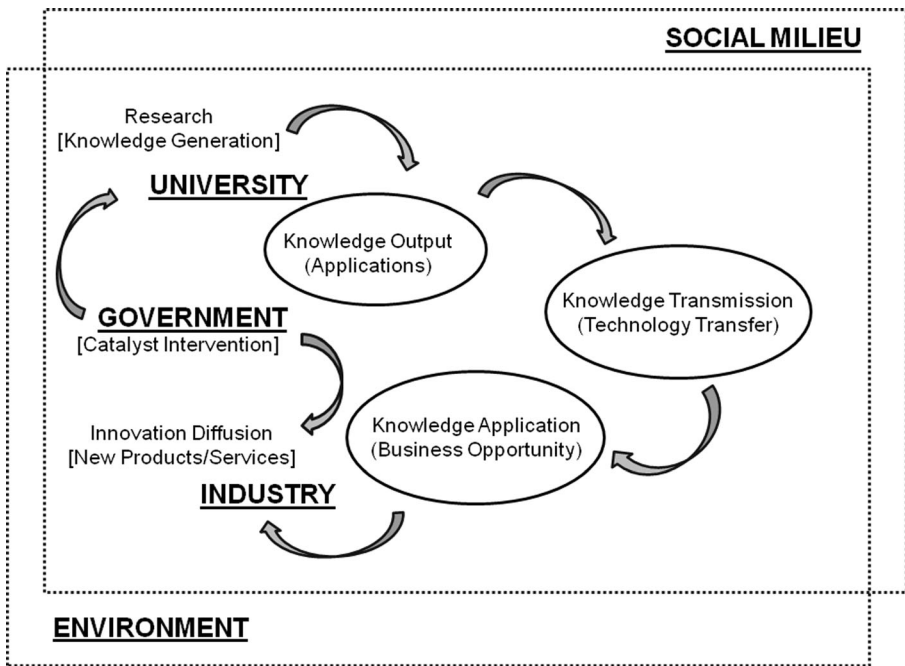 SOCIAL MILIEU
Research
[Knowledge Generation]
UNIVERSITY
Knowledge Output
(Applications)
Knowledge Transmission
(Technology Transfer)
GOVERNMENT
[Catalyst Intervention]
Knowledge Application
(Business Opportunity)
Innovation Diffusion
[New Products/Services]
INDUSTRY
ENVIRONMENT